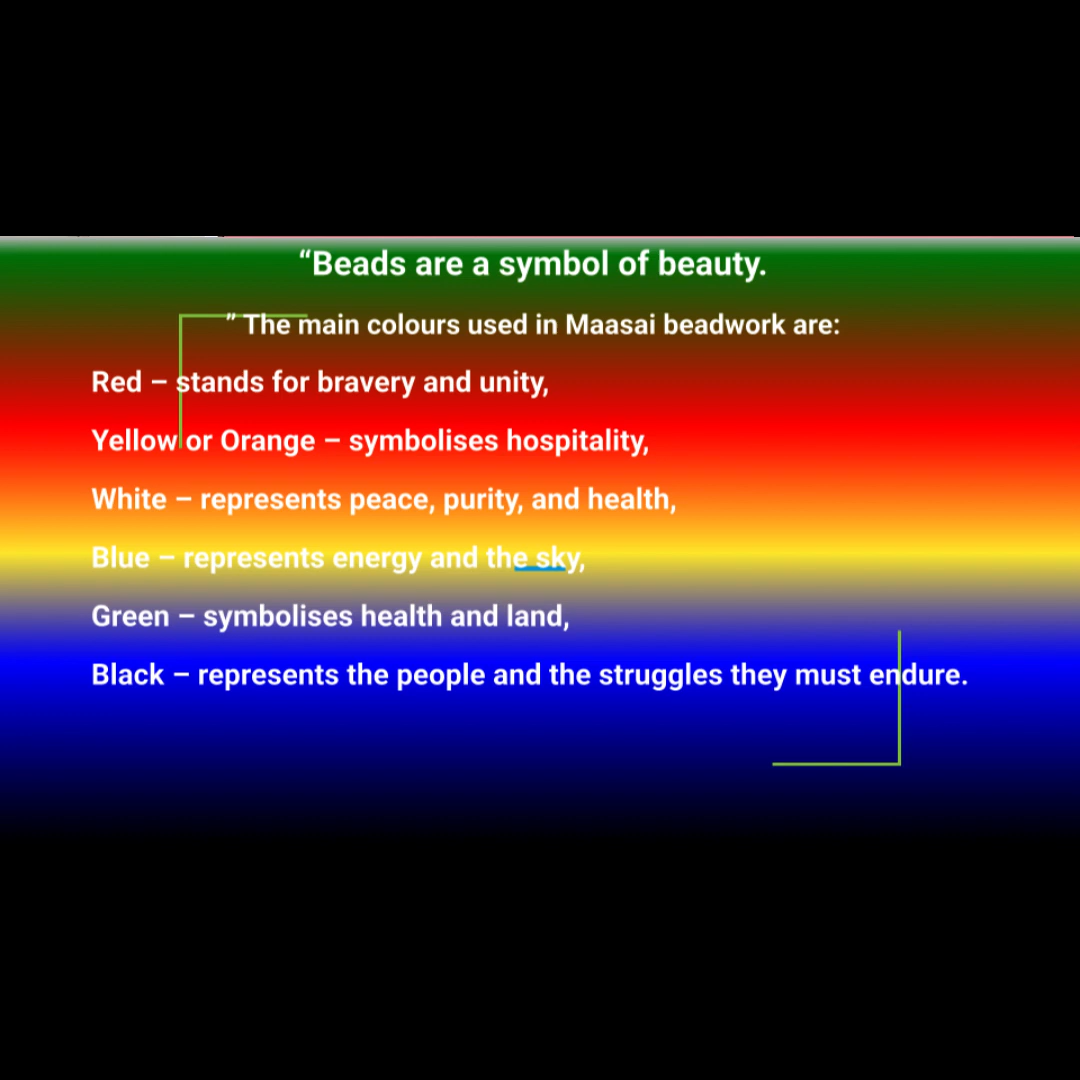 “Beads are a symbol of beauty.
” The main colours used in Maasai beadwork are:
Red – stands for bravery and unity,
Yellow or Orange – symbolises hospitality,
White – represents peace, purity, and health,
Blue – represents energy and the sky,
Green – symbolises health and land,
Black – represents the people and the struggles they must endure.